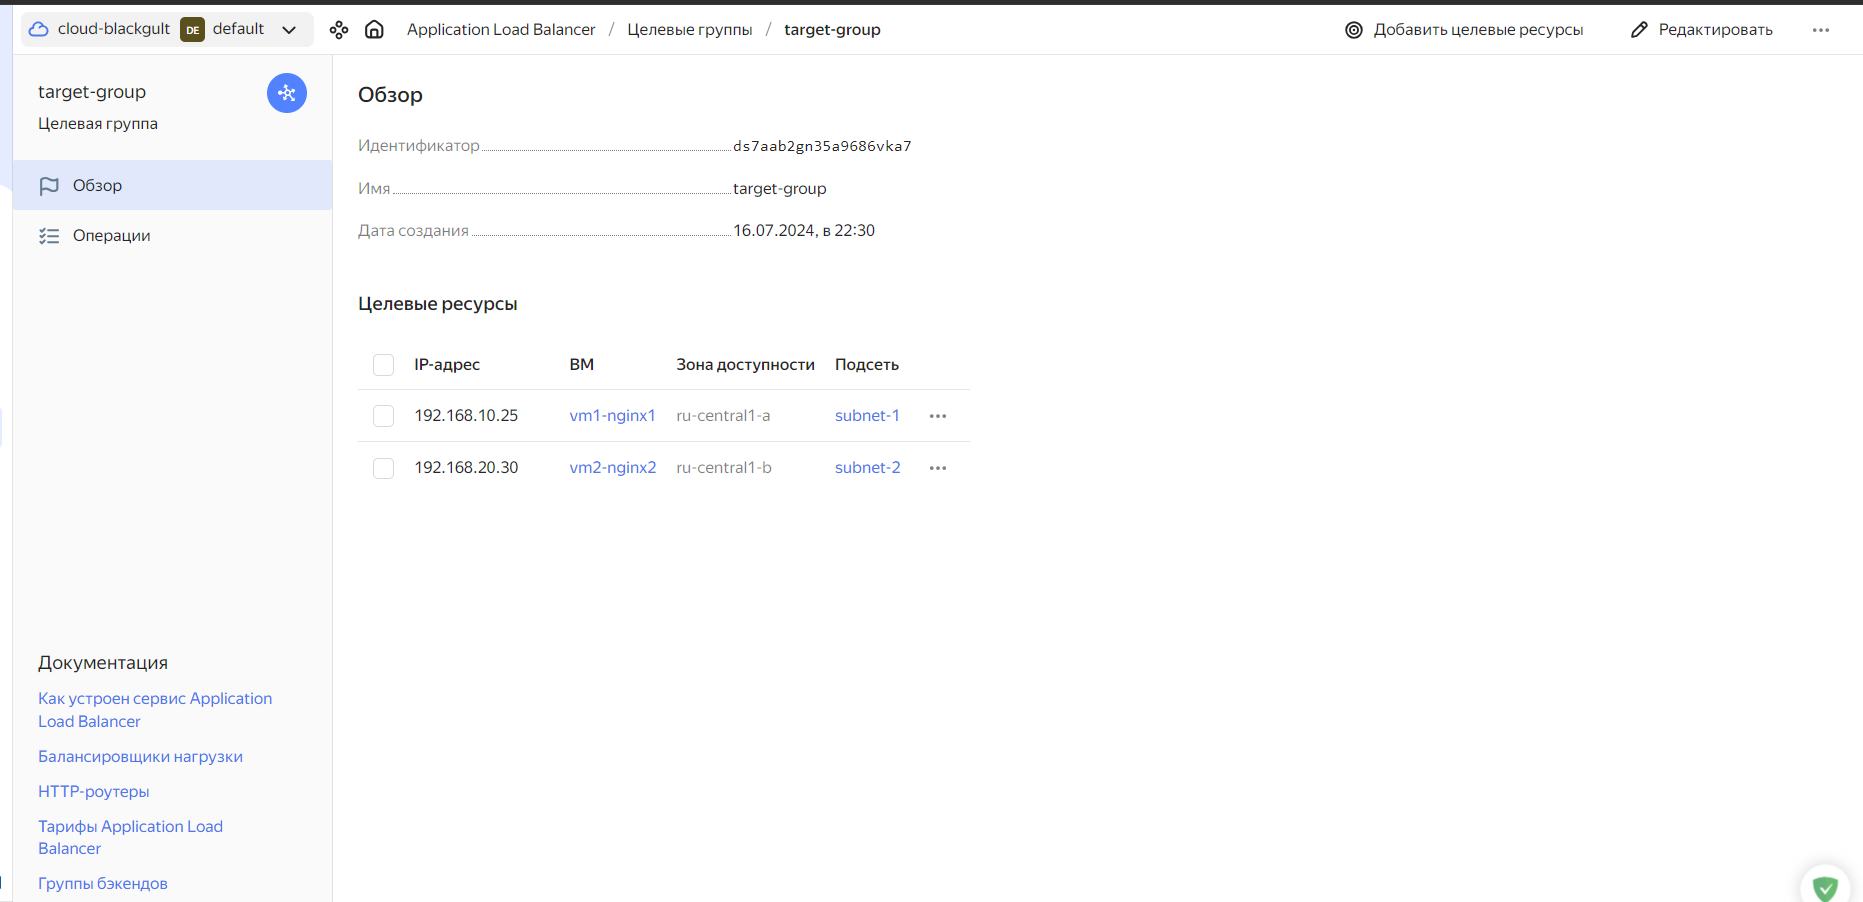 cloud-blackgult DE default
Application Load Balancer / Целевые группы / target-group
Добавить целевые ресурсы
Редактировать
target-group
Целевая группа
Обзор
Операции
Документация
Как устроен сервис Application
Load Balancer
Балансировщики нагрузки
HTTP-роутеры
Тарифы Application Load
Balancer
Группы бэкендов
Обзор
Идентификатор ds7aab2gn35a9686vka7
Имя target-group
Дата создания 16.07.2024, в 22:30
Целевые ресурсы
IP-адрес ВМ Зона доступности Подсеть
192.168.10.25 vm1-nginx1 ru-central1-a subnet-1
192.168.20.30 vm2-nginx2 ru-central1-b subnet-2